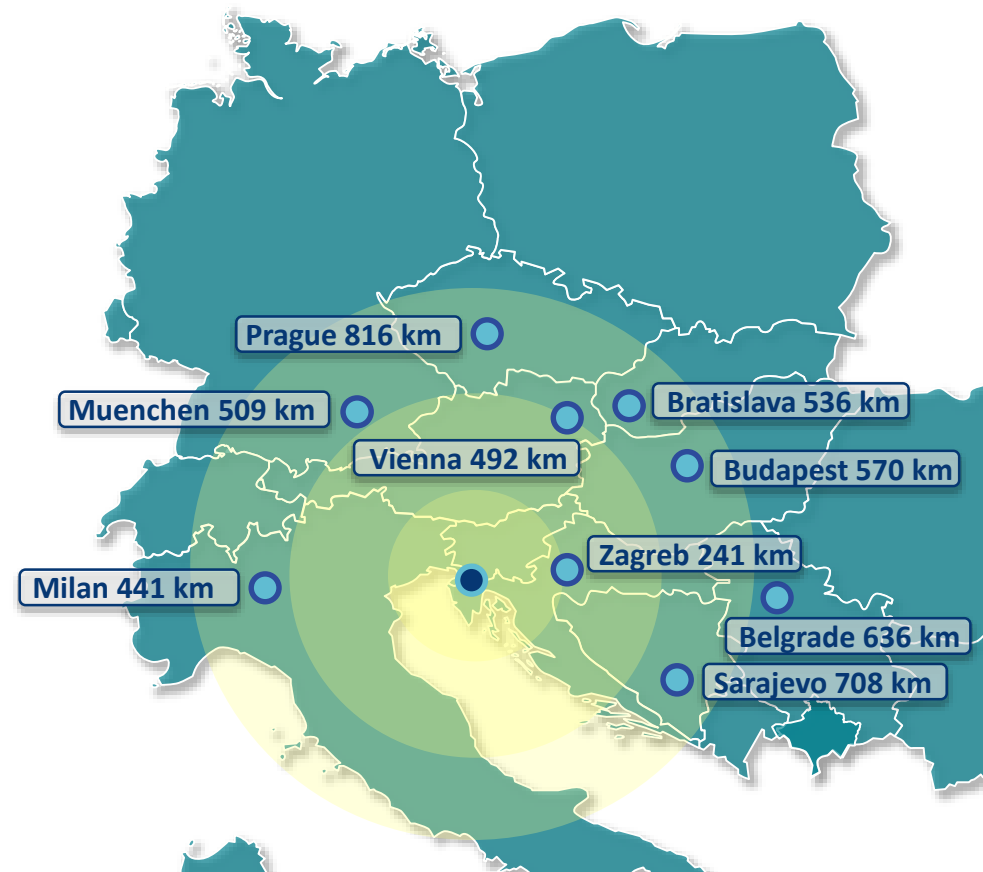 Prague 816 km
Muenchen 509 km
Bratislava 536 km
Vienna 492 km
Budapest 570 km
Zagreb 241 km
Milan 441 km
Belgrade 636 km
Sarajevo 708 km